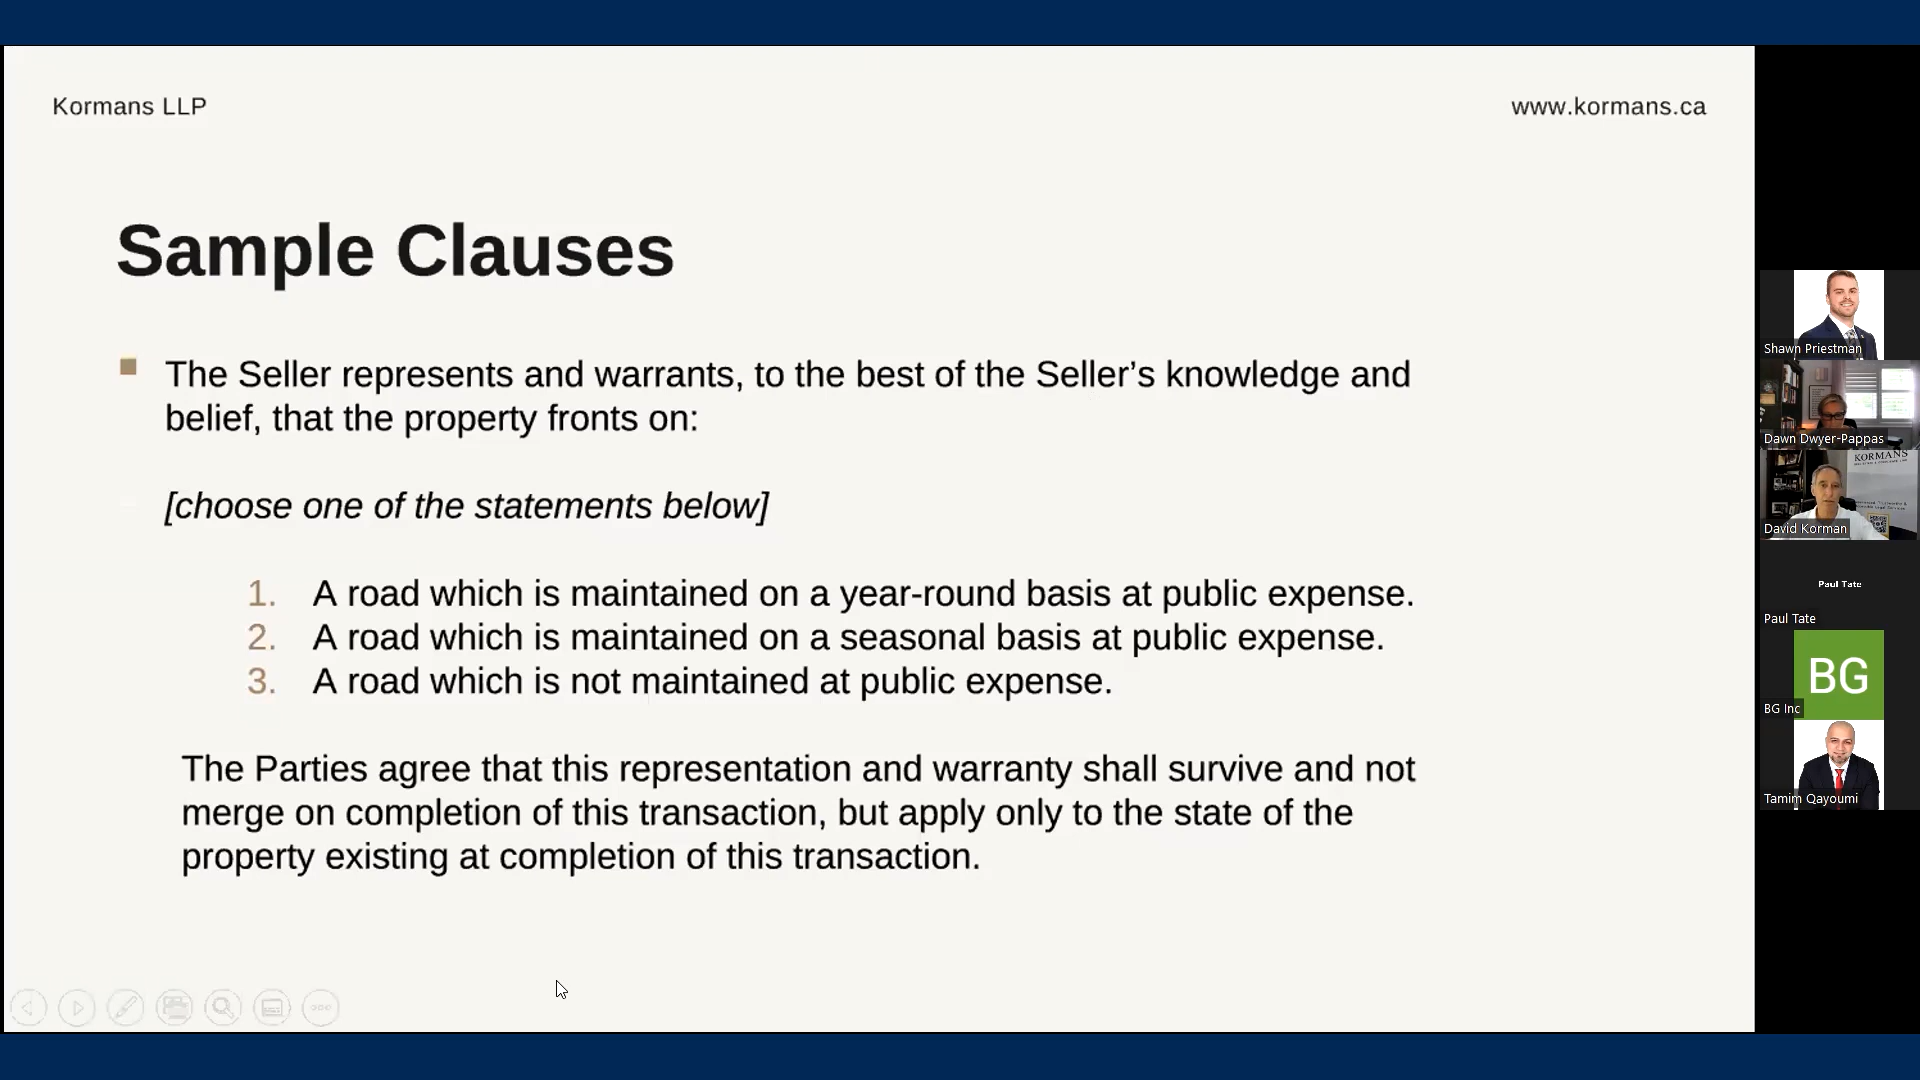 Kormans LLP
www.kormans.ca
Sample Clauses
The Seller represents and warrants, to the best of the Seller’s knowledge and
belief, that the property fronts on:
[choose one of the statements below]
1. A road which is maintained on a year-round basis at public expense.
2. A road which is maintained on a seasonal basis at public expense.
3. A road which is not maintained at public expense.
The Parties agree that this representation and warranty shall survive and not
merge on completion of this transaction, but apply only to the state of the
property existing at completion of this transaction.
Shawn Priestman
Dawn Dwyer-Pappas
KORMANS
David Korman
Paul Tate
Paul Tate
BG
BG Inc
Tamim Qayoumi